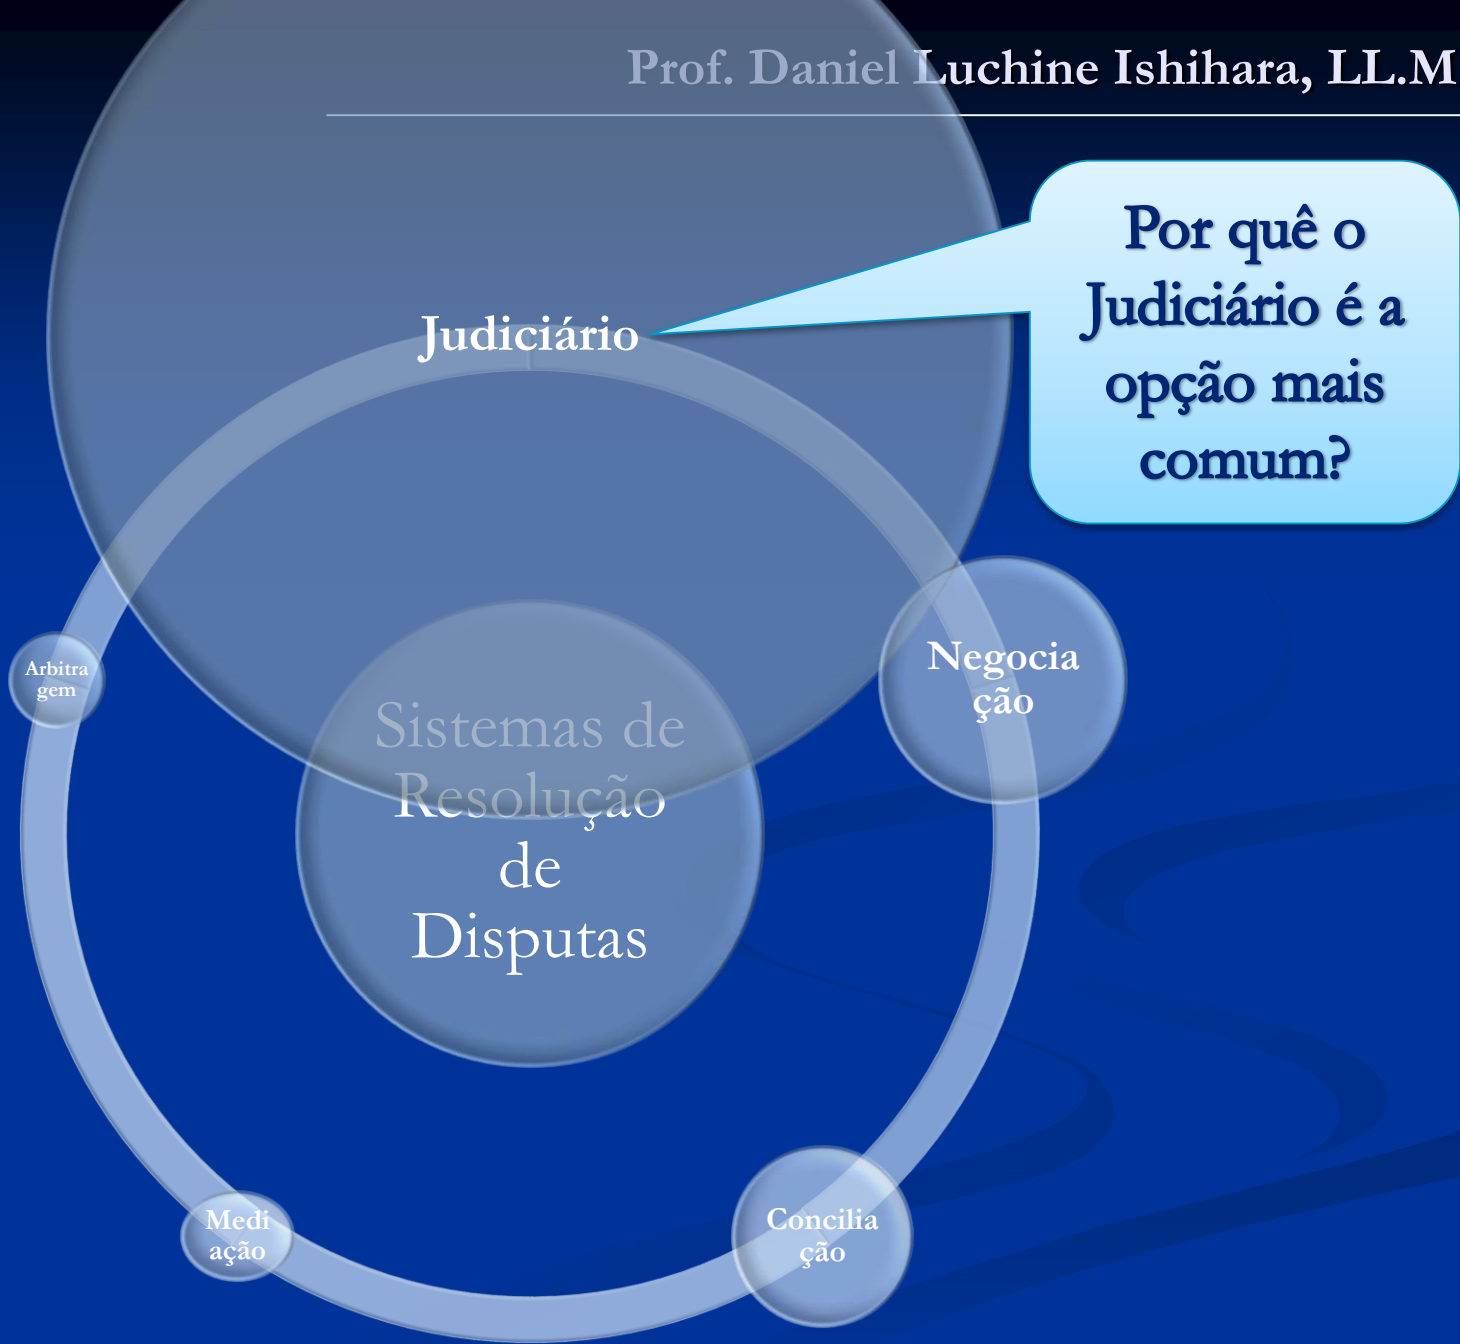 Prof. Daniel Luchine Ishihara, LL.M
Por quê o
Judiciário é a
opção mais
comum?
Judiciário
Negocia
ção
Arbitra
gem
Sistemas de
Resolução
de
Disputas
Concilia
ção
Medi
ação